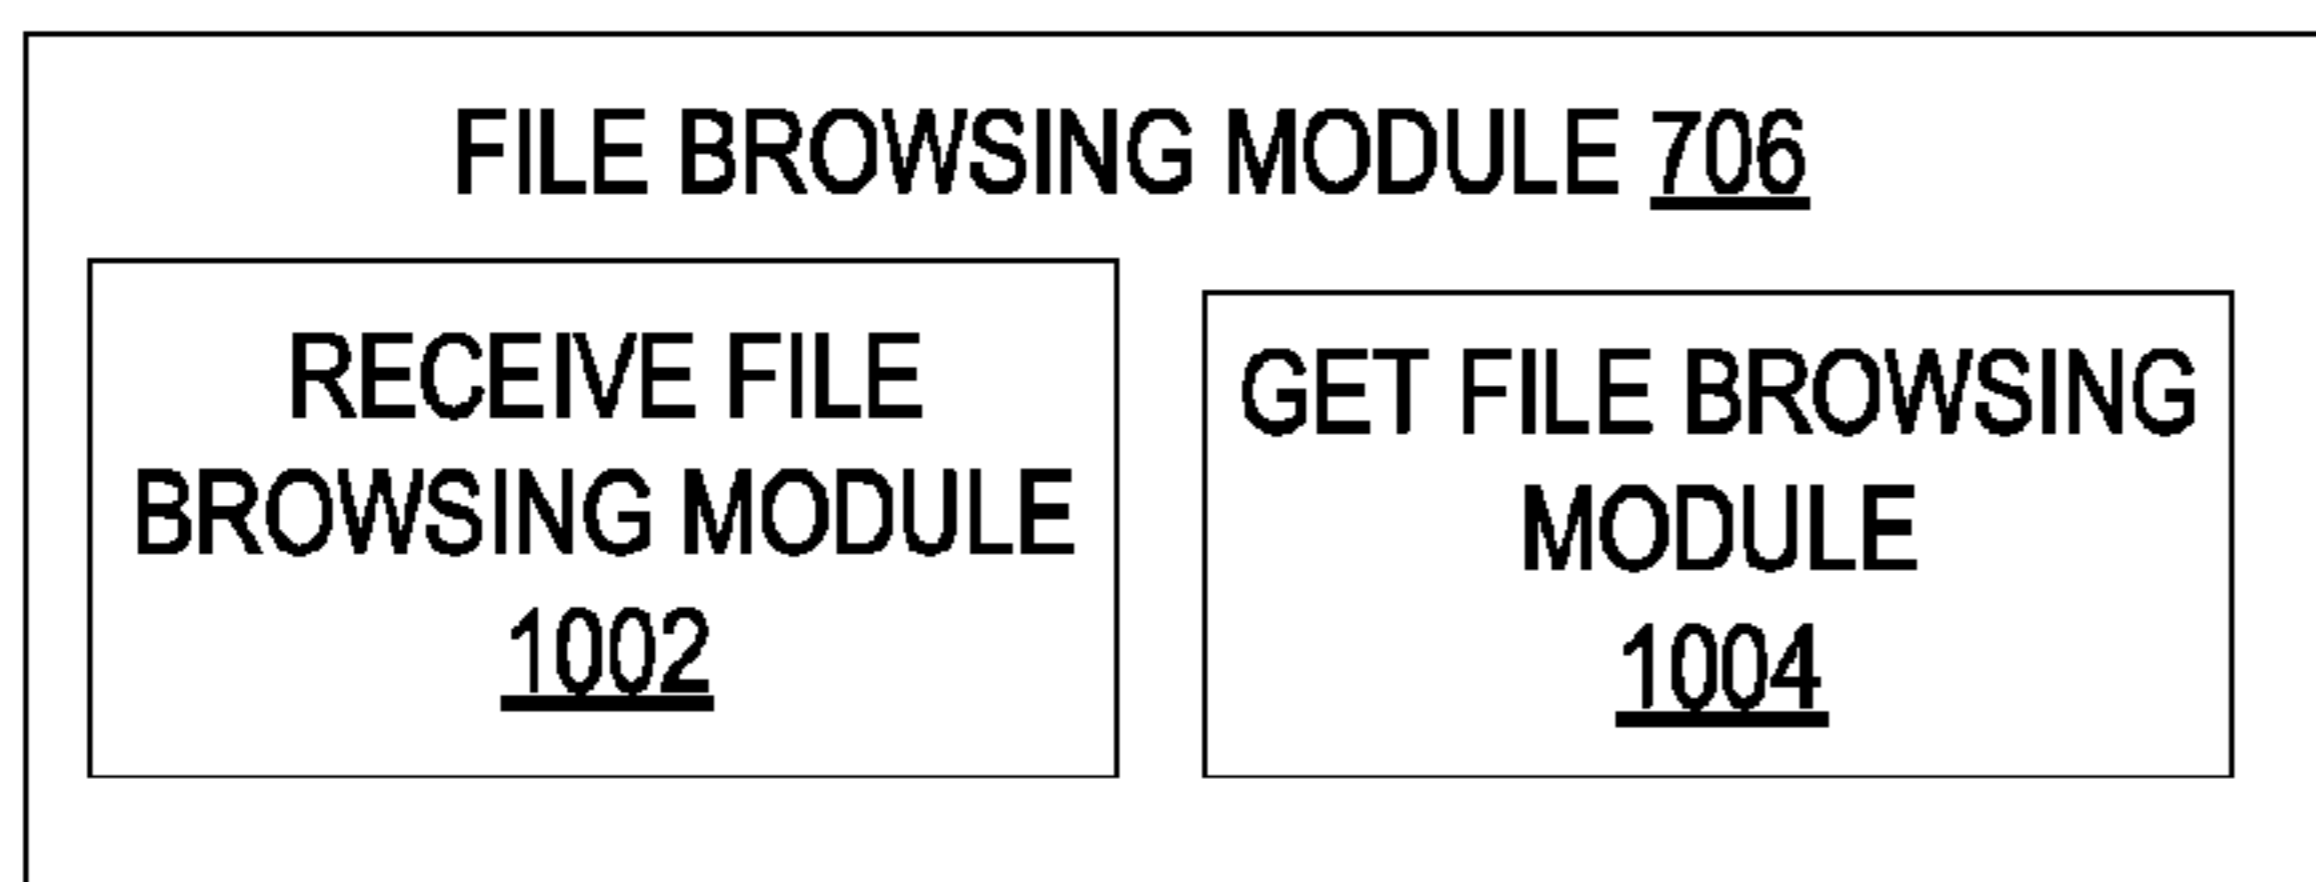 FILE BROWSING MODULE 706
RECEIVE FILE
BROWSING MODULE
1002
GET FILE BROWSING
MODULE
1004